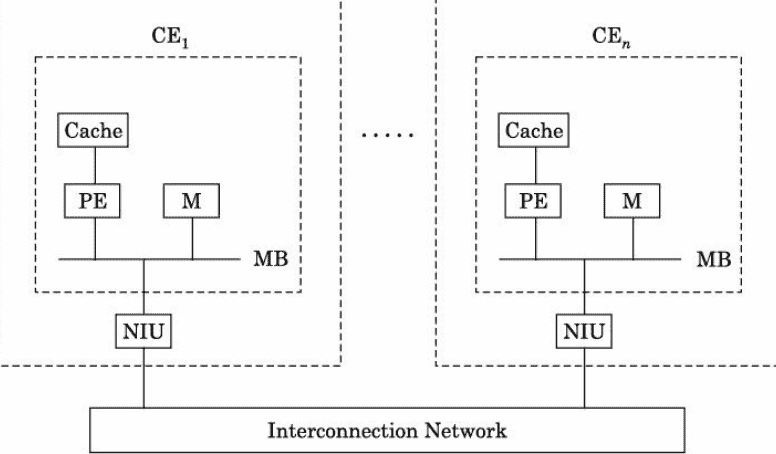 CE1
CEn
Cache
.....
Cache
PE
M
PE
M
MB
MB
NIU
NIU
Interconnection Network